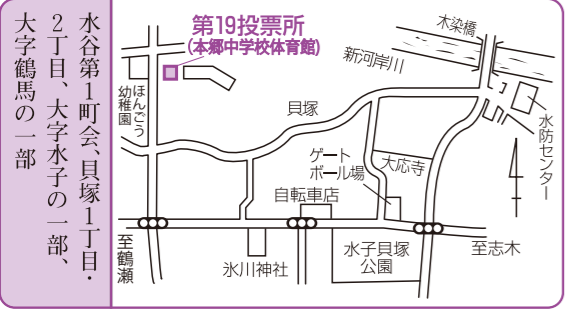 水谷第1町会、貝塚1丁目・
2丁目、大字水子の一部、
大字鶴馬の一部
第19投票所
(本郷中学校体育館)
ほんごう
幼稚園
木染橋
新河岸川
貝塚
水防センター
ゲート
ボール場
大応寺
自転車店
至鶴瀬
氷川神社
水子貝塚
公園
至志木